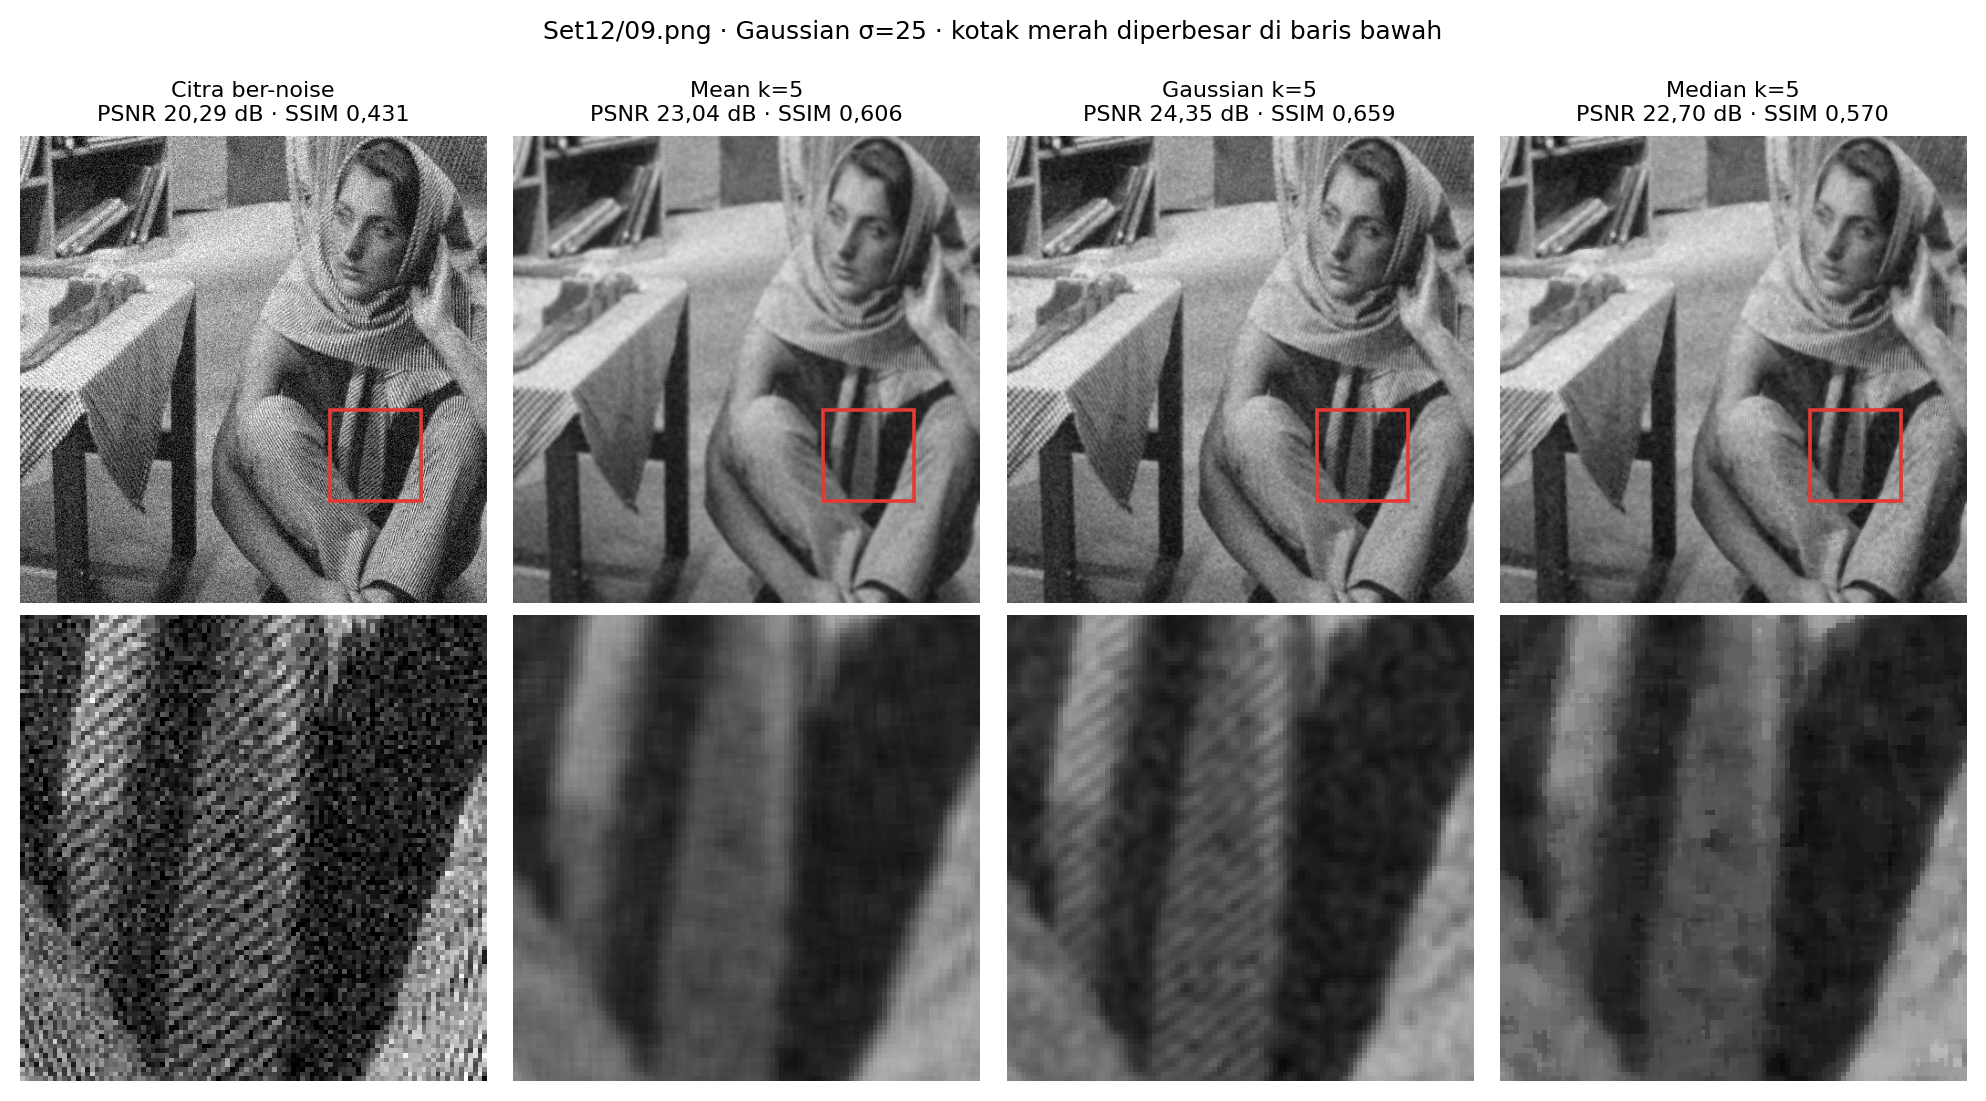 Set12/09.png · Gaussian σ=25 · kotak merah diperbesar di baris bawah
Citra ber-noise
PSNR 20,29 dB · SSIM 0,431
Mean k=5
PSNR 23,04 dB · SSIM 0,606
Gaussian k=5
PSNR 24,35 dB · SSIM 0,659
Median k=5
PSNR 22,70 dB · SSIM 0,570